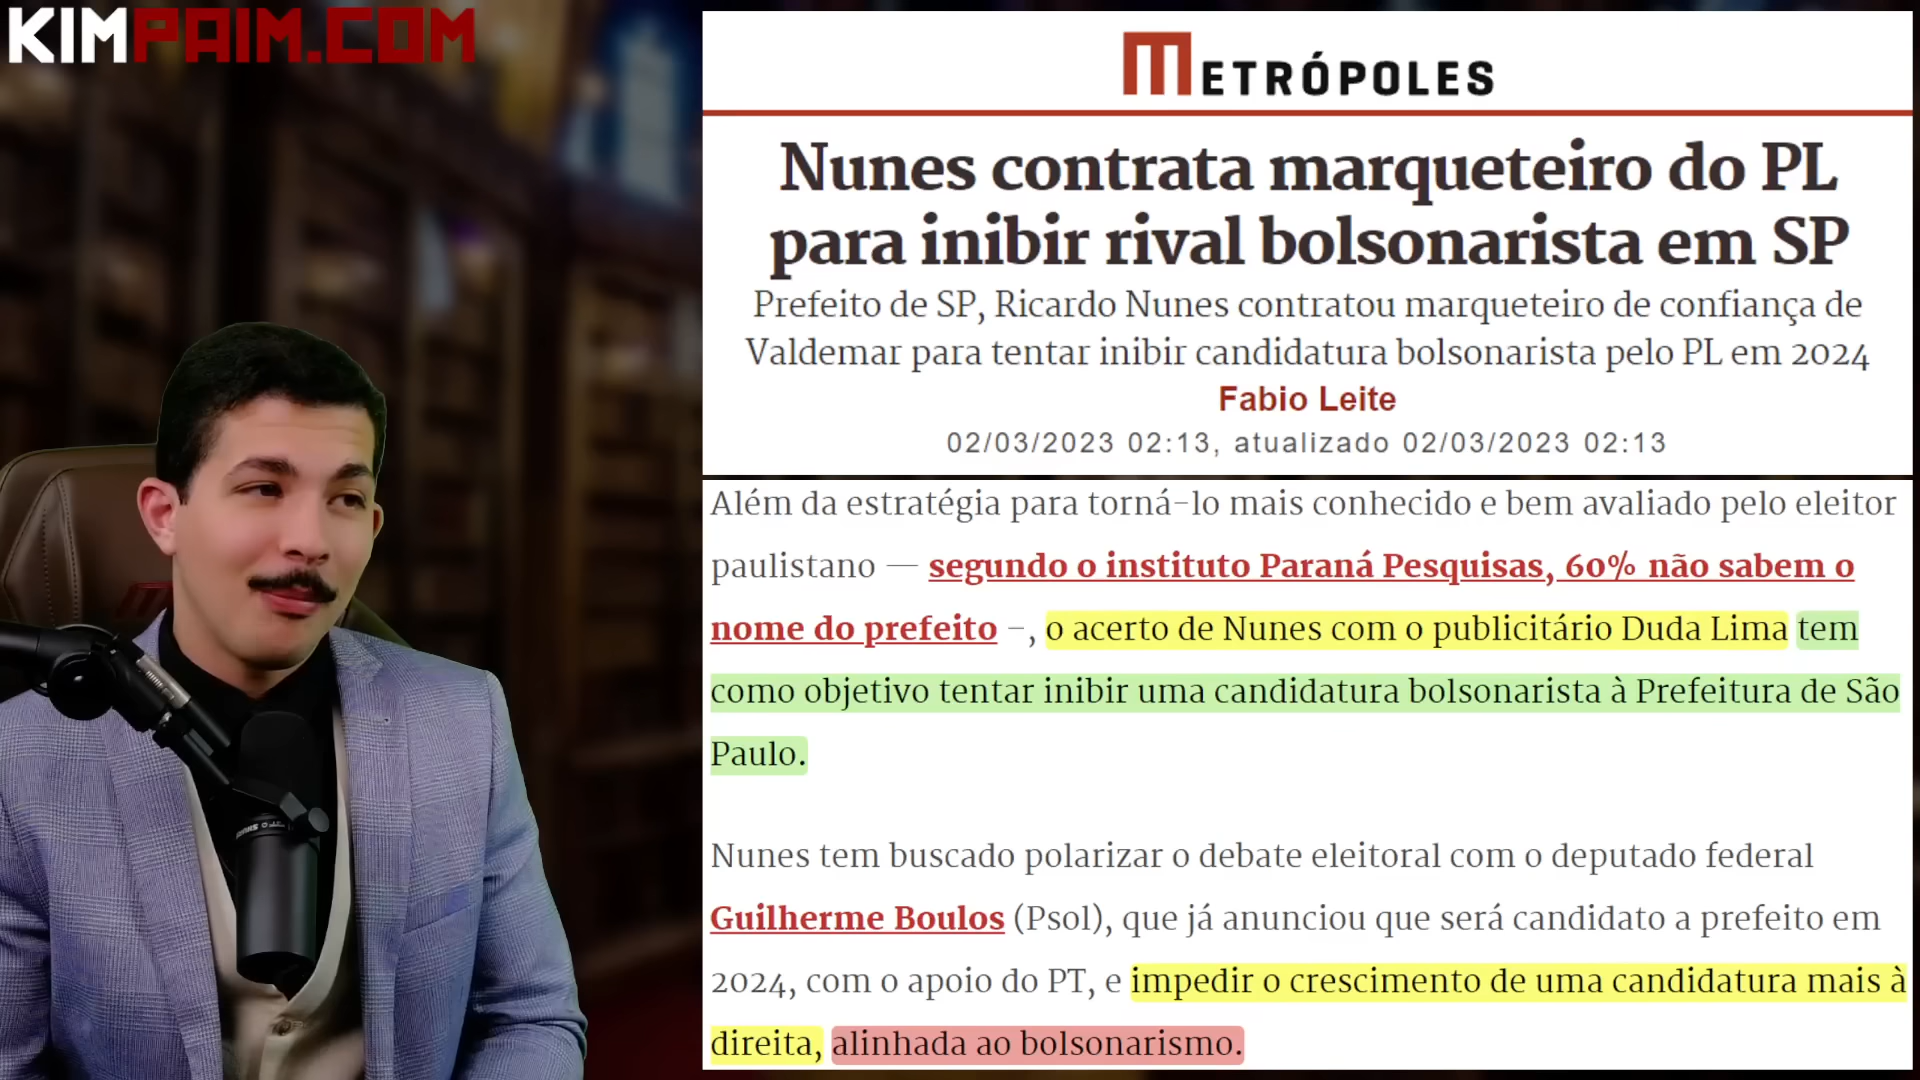 KIMPAIM.COM
METRÓPOLES
Nunes contrata marqueteiro do PL
para inibir rival bolsonarista em SP
Prefeito de SP, Ricardo Nunes contratou marqueteiro de confiança de
Valdemar para tentar inibir candidatura bolsonarista pelo PL em 2024
Fabio Leite
02/03/2023 02:13, atualizado 02/03/2023 02:13
Além da estratégia para torná-lo mais conhecido e bem avaliado pelo eleitor
paulistano — segundo o instituto Paraná Pesquisas, 60% não sabem o
nome do prefeito –, o acerto de Nunes com o publicitário Duda Lima tem
como objetivo tentar inibir uma candidatura bolsonarista à Prefeitura de São
Paulo.
Nunes tem buscado polarizar o debate eleitoral com o deputado federal
Guilherme Boulos (Psol), que já anunciou que será candidato a prefeito em
2024, com o apoio do PT, e impedir o crescimento de uma candidatura mais à
direita, alinhada ao bolsonarismo.